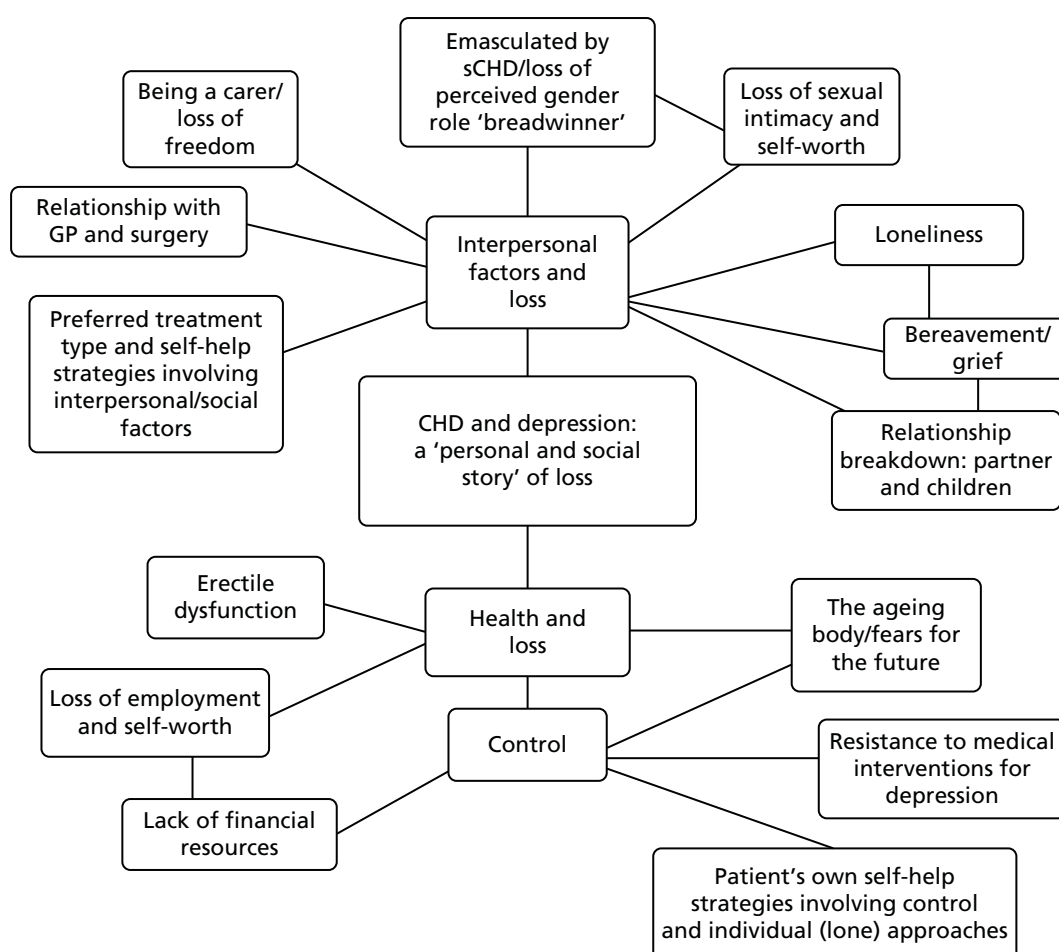 Emasculated by
sCHD/loss of
perceived gender
role ‘breadwinner’
Being a carer/
loss of
freedom
Loss of sexual
intimacy and
self-worth
Relationship with
GP and surgery
Interpersonal
factors and
loss
Loneliness
Preferred treatment
type and self-help
strategies involving
interpersonal/social
factors
Bereavement/
grief
CHD and depression:
a ‘personal and social
story’ of loss
Relationship
breakdown: partner
and children
Erectile
dysfunction
Health and
loss
The ageing
body/fears for
the future
Loss of employment
and self-worth
Control
Resistance to medical
interventions for
depression
Lack of financial
resources
Patient’s own self-help
strategies involving control
and individual (lone) approaches